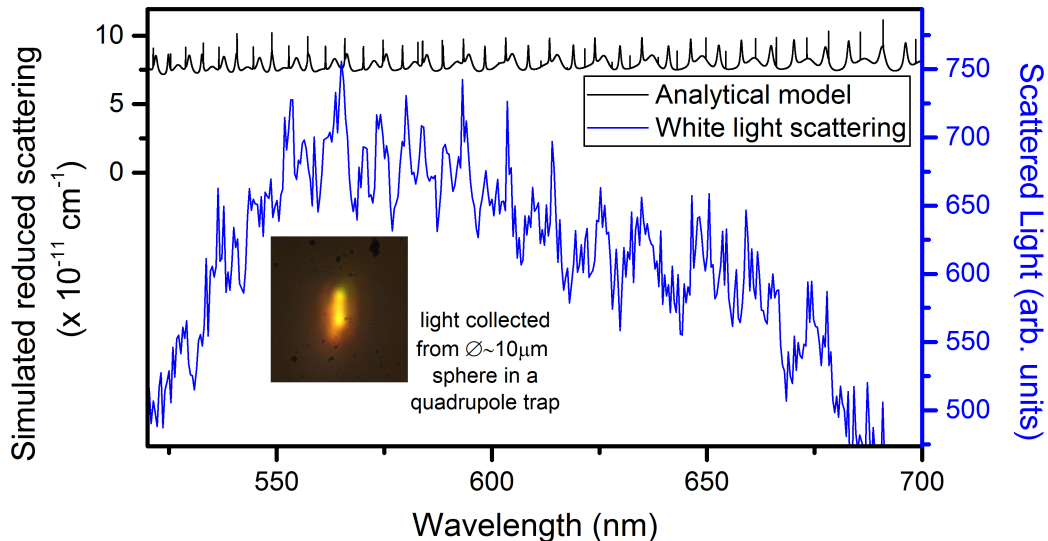 Simulated reduced scattering
(x 10⁻¹¹ cm⁻¹)
10
5
0
Analytical model
White light scattering
light collected
from Ø~10μm
sphere in a
quadrupole trap
750
700
650
600
550
500
Scattered Light (arb. units)
550
600
650
700
Wavelength (nm)